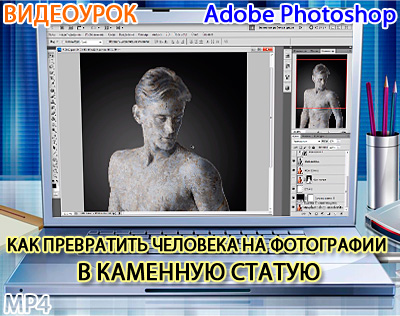 ВИДЕОУРОК
Adobe Photoshop
КАК ПРЕВРАТИТЬ ЧЕЛОВЕКА НА ФОТОГРАФИИ
В КАМЕННУЮ СТАТУЮ
MP4